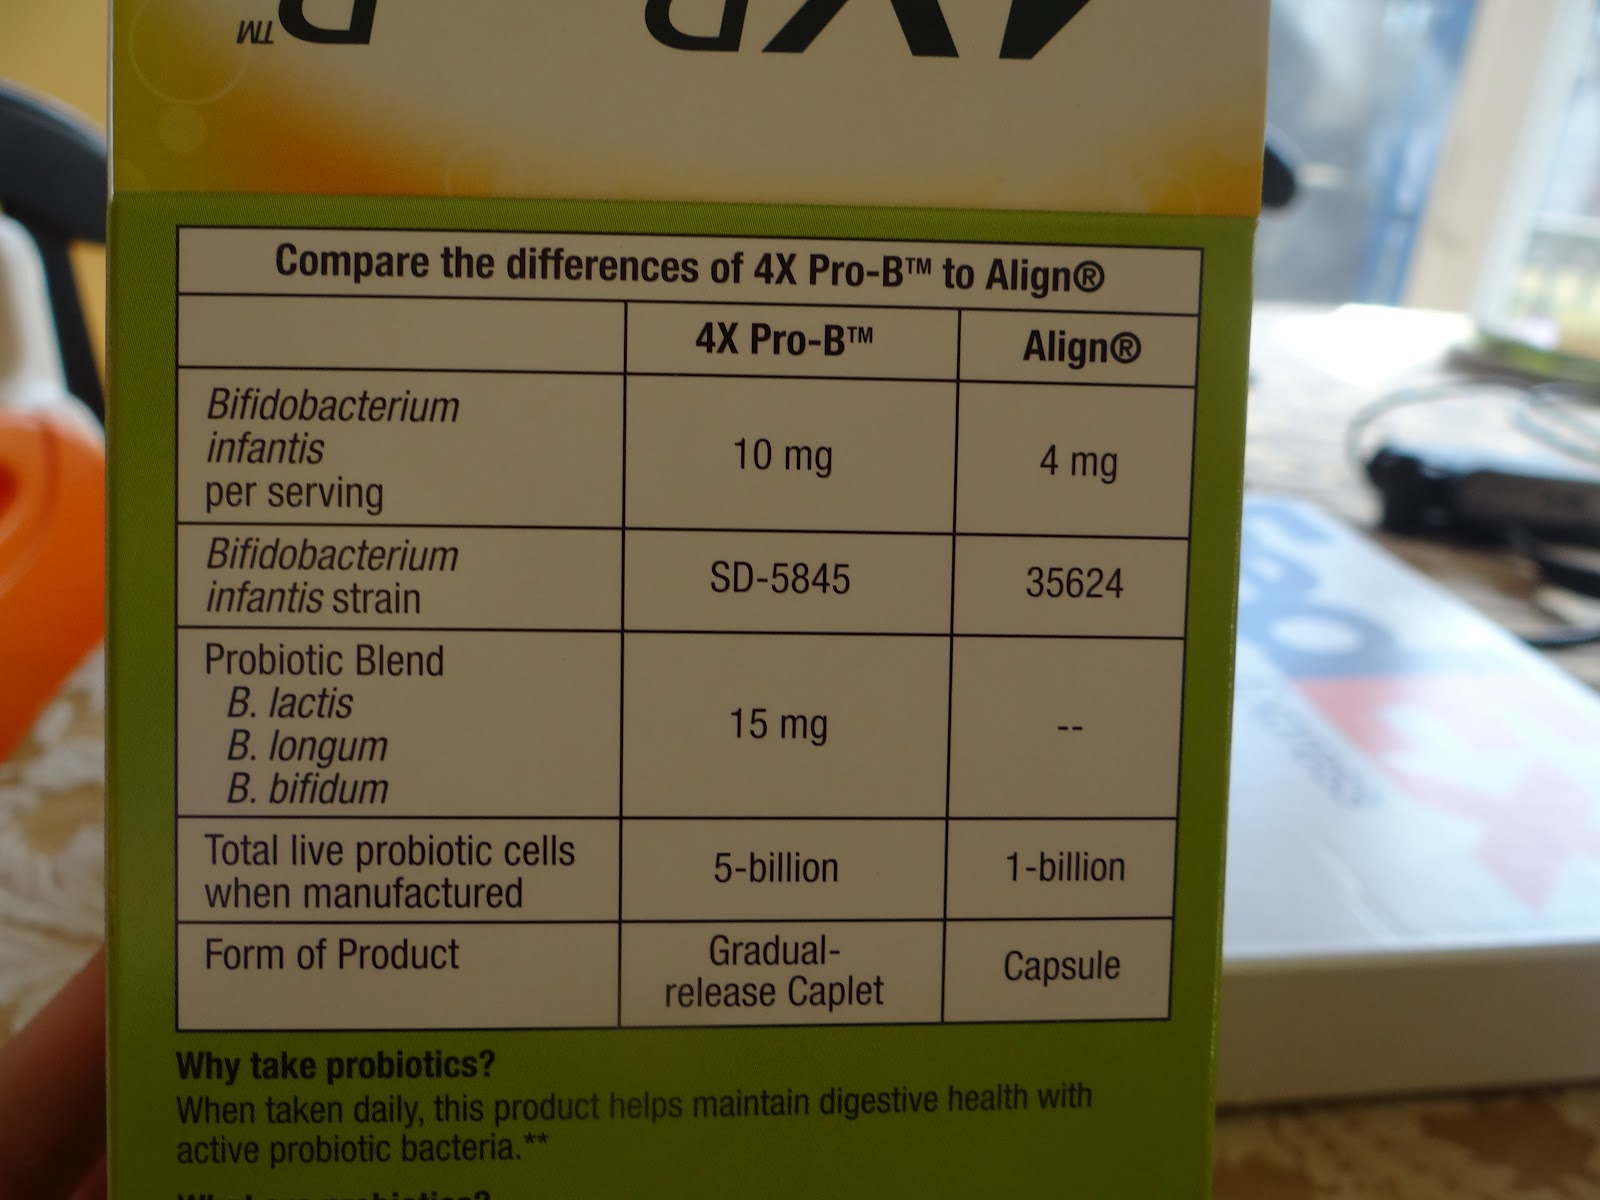 TM
Compare the differences of 4X Pro-B™ to Align®
4X Pro-B™ Align®
Bifidobacterium
infantis
per serving
10 mg 4 mg
Bifidobacterium
infantis strain
SD-5845 35624
Probiotic Blend
B. lactis
B. longum
B. bifidum
15 mg --
Total live probiotic cells
when manufactured
5-billion 1-billion
Form of Product
Gradual-
release Caplet
Capsule
Why take probiotics?
When taken daily, this product helps maintain digestive health with
active probiotic bacteria.**